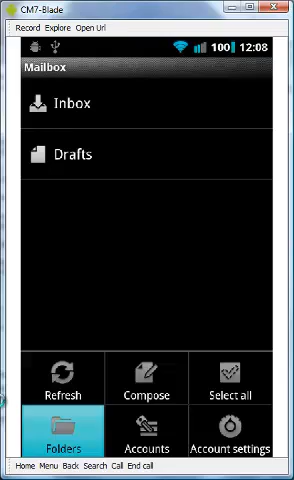 CM7-Blade
Record Explore Open Url
100 12:08
Mailbox
Inbox
Drafts
Refresh Compose Select all
Folders Accounts Account settings
Home Menu Back Search Call End call